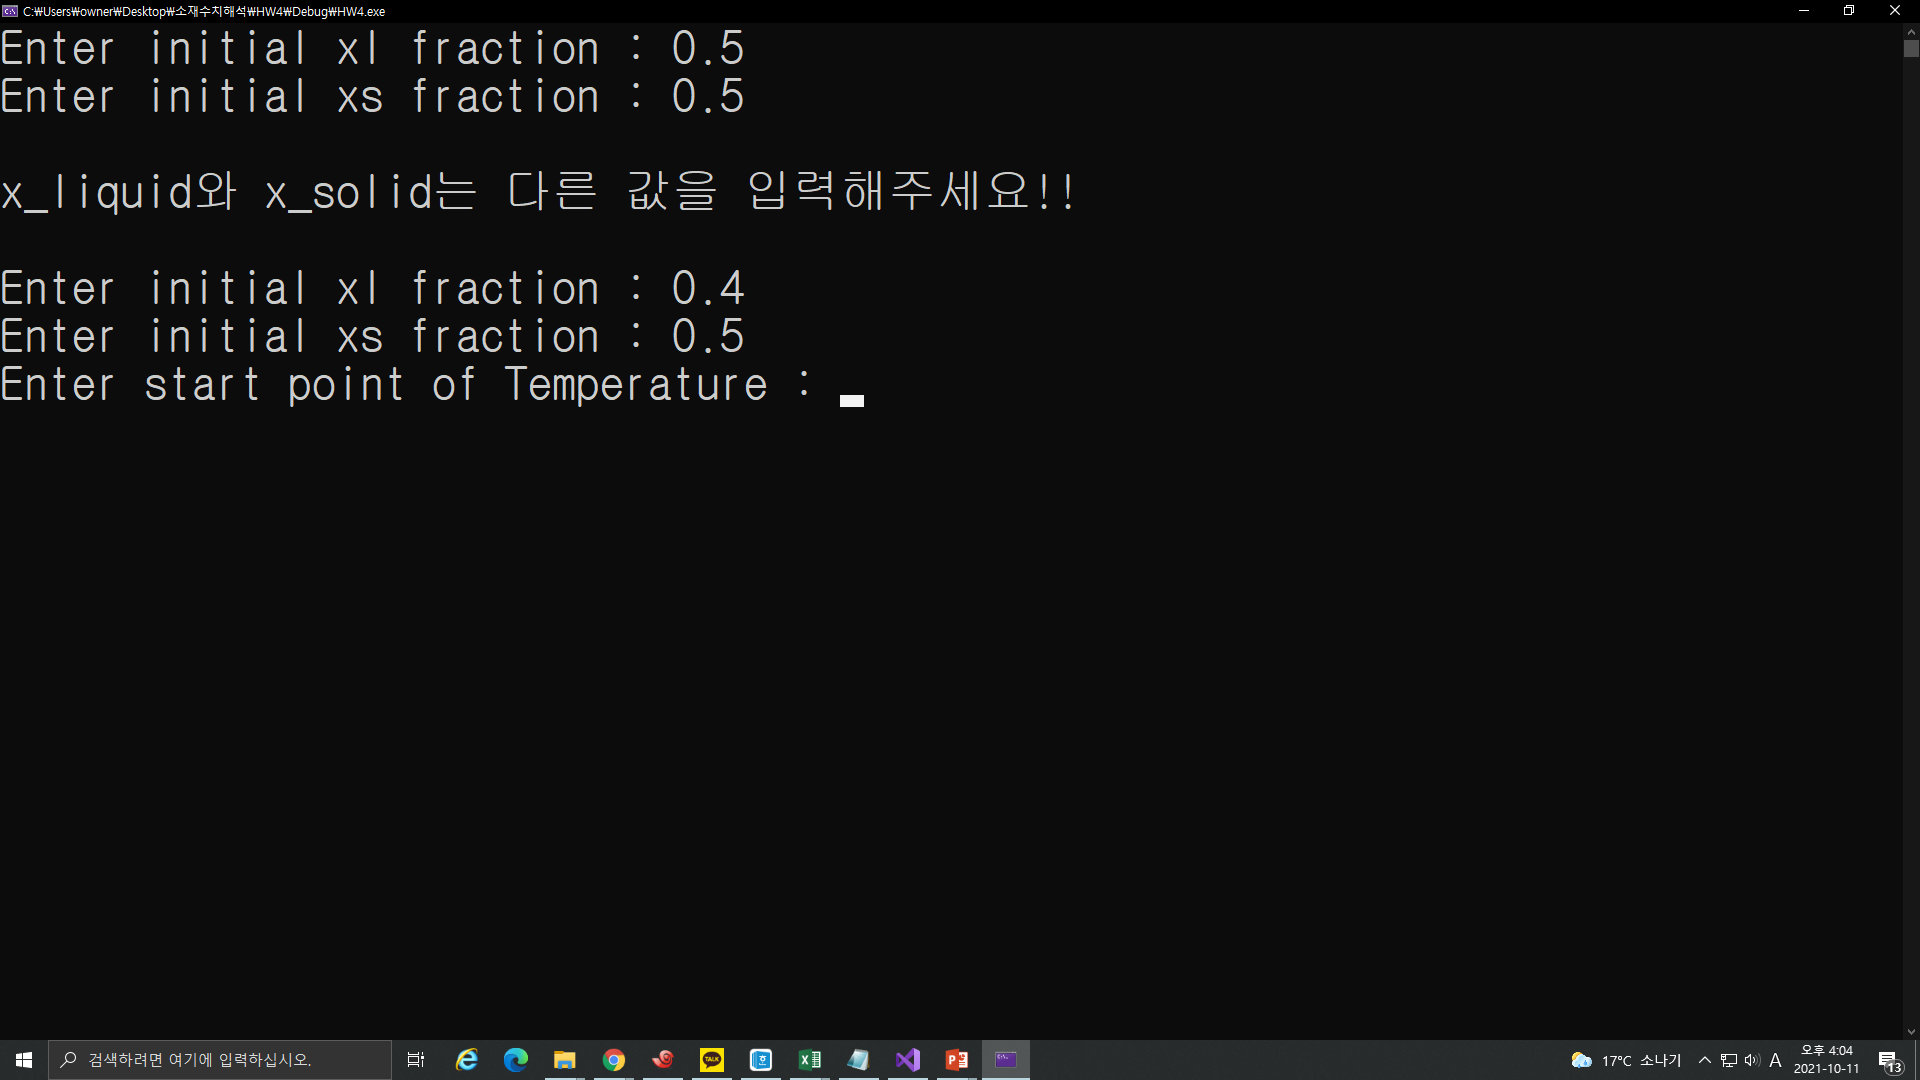 C:₩Users₩owner₩Desktop₩소재수치해석₩HW4₩Debug₩HW4.exe
Enter initial xl fraction : 0.5
Enter initial xs fraction : 0.5
x_liquid와 x_solid는 다른 값을 입력해주세요!!
Enter initial xl fraction : 0.4
Enter initial xs fraction : 0.5
Enter start point of Temperature :
검색하려면 여기에 입력하십시오.
TALK
17°C 소나기
A
오후 4:04
2021-10-11
13